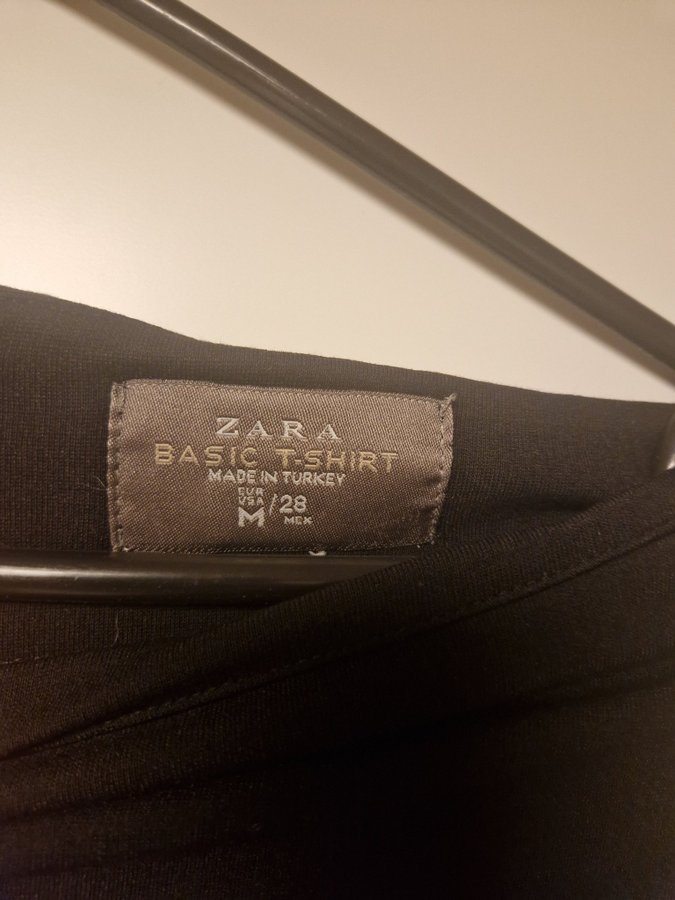 ZARA
BASIC T-SHIRT
MADE IN TURKEY
EUR
USA
M/28
MEX